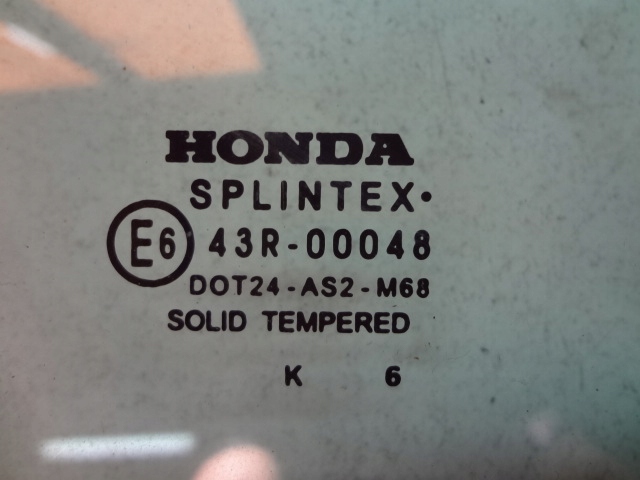 HONDA
SPLINTEX•
E6 43R-00048
DOT24-AS2-M68
SOLID TEMPERED
K 6